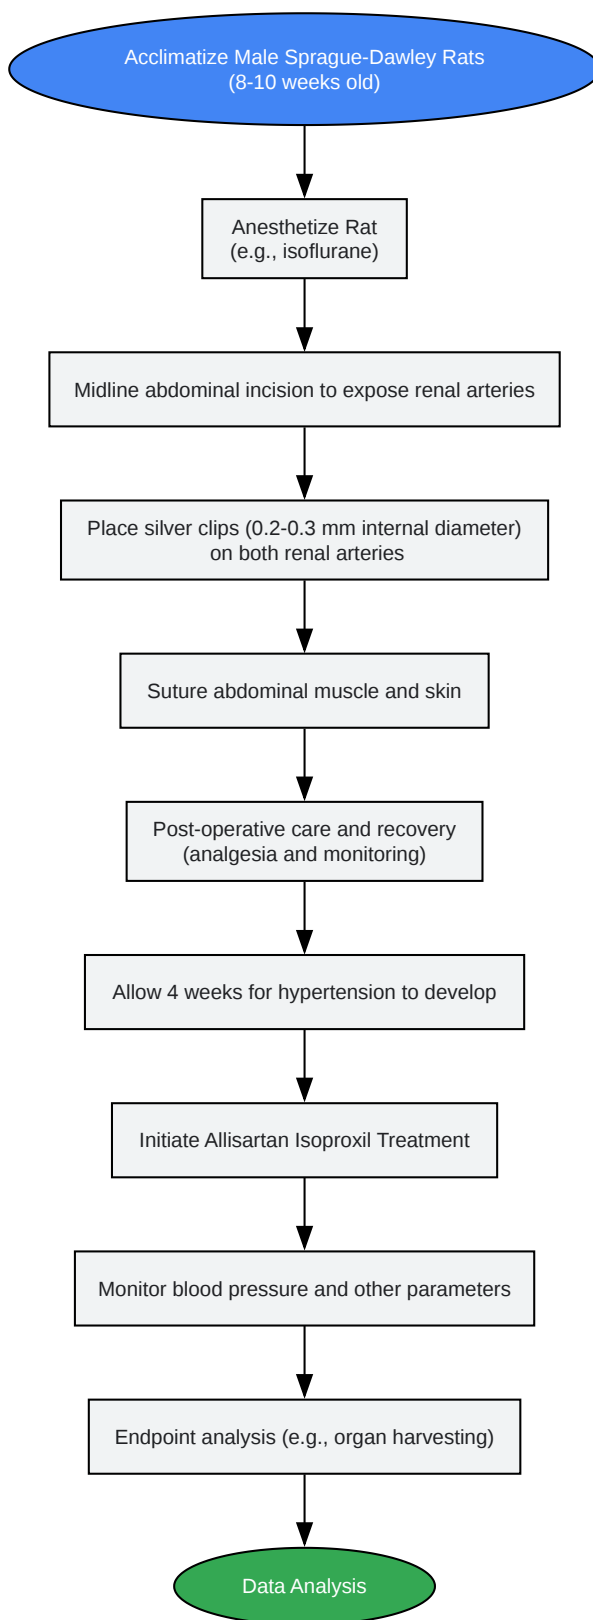 Acclimatize Male Sprague-Dawley Rats
(8-10 weeks old)
Anesthetize Rat
(e.g., isoflurane)
Midline abdominal incision to expose renal arteries
Place silver clips (0.2-0.3 mm internal diameter)
on both renal arteries
Suture abdominal muscle and skin
Post-operative care and recovery
(analgesia and monitoring)
Allow 4 weeks for hypertension to develop
Initiate Allisartan Isoproxil Treatment
Monitor blood pressure and other parameters
Endpoint analysis (e.g., organ harvesting)
Data Analysis